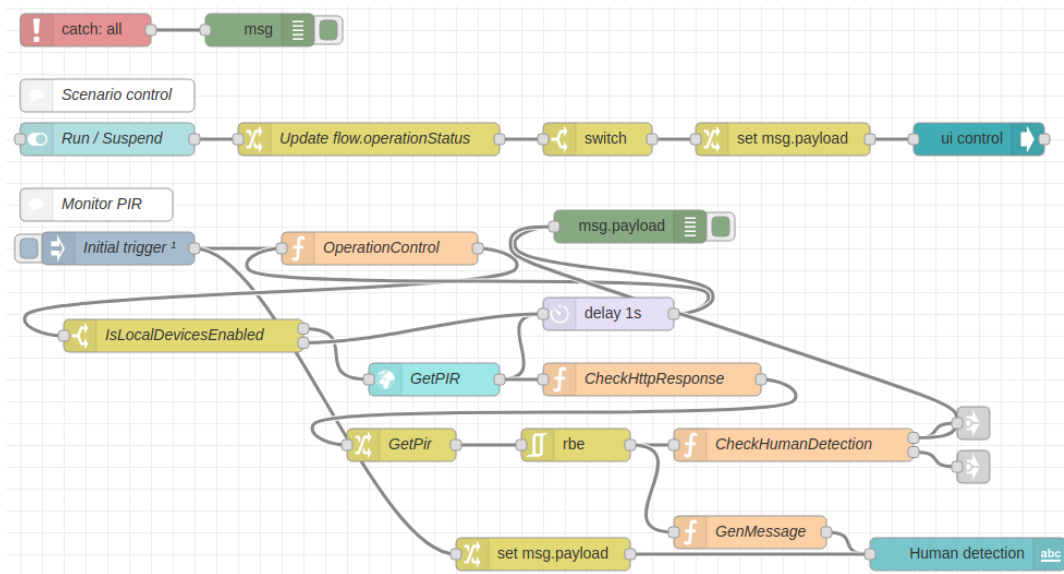 catch: all
msg
Scenario control
Run / Suspend
Update flow.operationStatus
switch
set msg.payload
ui control
Monitor PIR
msg.payload
Initial trigger ¹
OperationControl
delay 1s
IsLocalDevicesEnabled
GetPIR
CheckHttpResponse
GetPir
rbe
CheckHumanDetection
GenMessage
set msg.payload
Human detection
abc